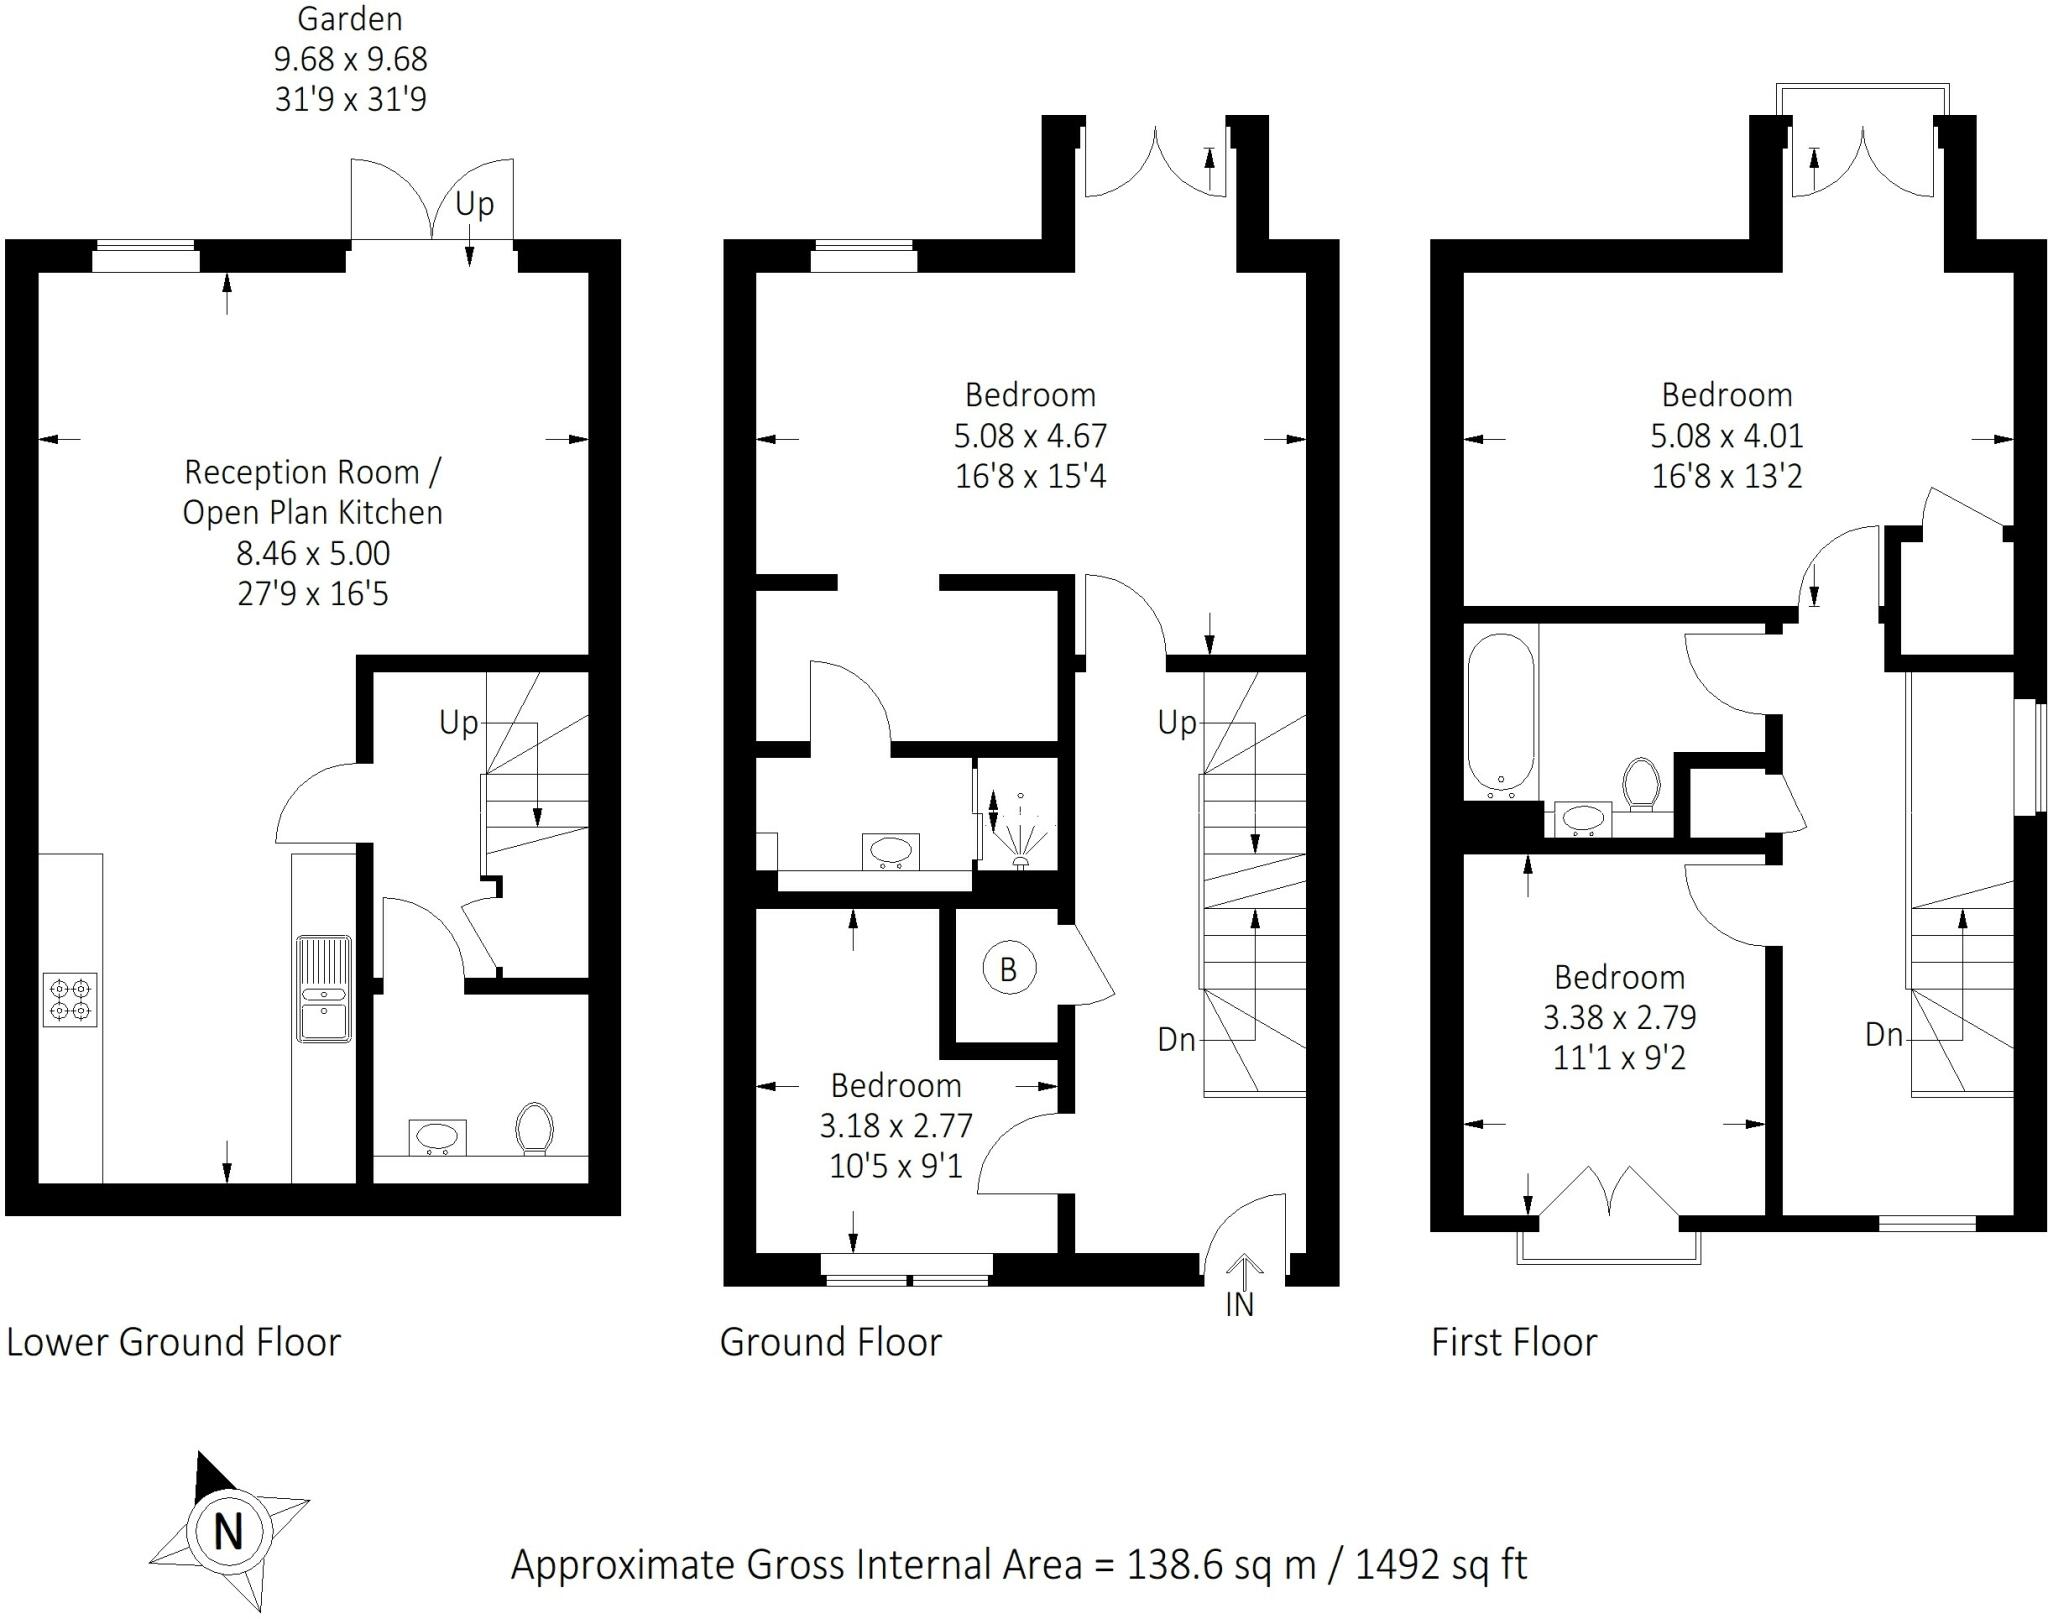 Garden
9.68 x 9.68
31'9 x 31'9
Up
Reception Room /
Open Plan Kitchen
8.46 x 5.00
27'9 x 16'5
Up
Lower Ground Floor
Bedroom
5.08 x 4.67
16'8 x 15'4
Up
B
Dn
Bedroom
3.18 x 2.77
10'5 x 9'1
IN
Ground Floor
Bedroom
5.08 x 4.01
16'8 x 13'2
Bedroom
3.38 x 2.79
11'1 x 9'2
Dn
First Floor
N
Approximate Gross Internal Area = 138.6 sq m / 1492 sq ft